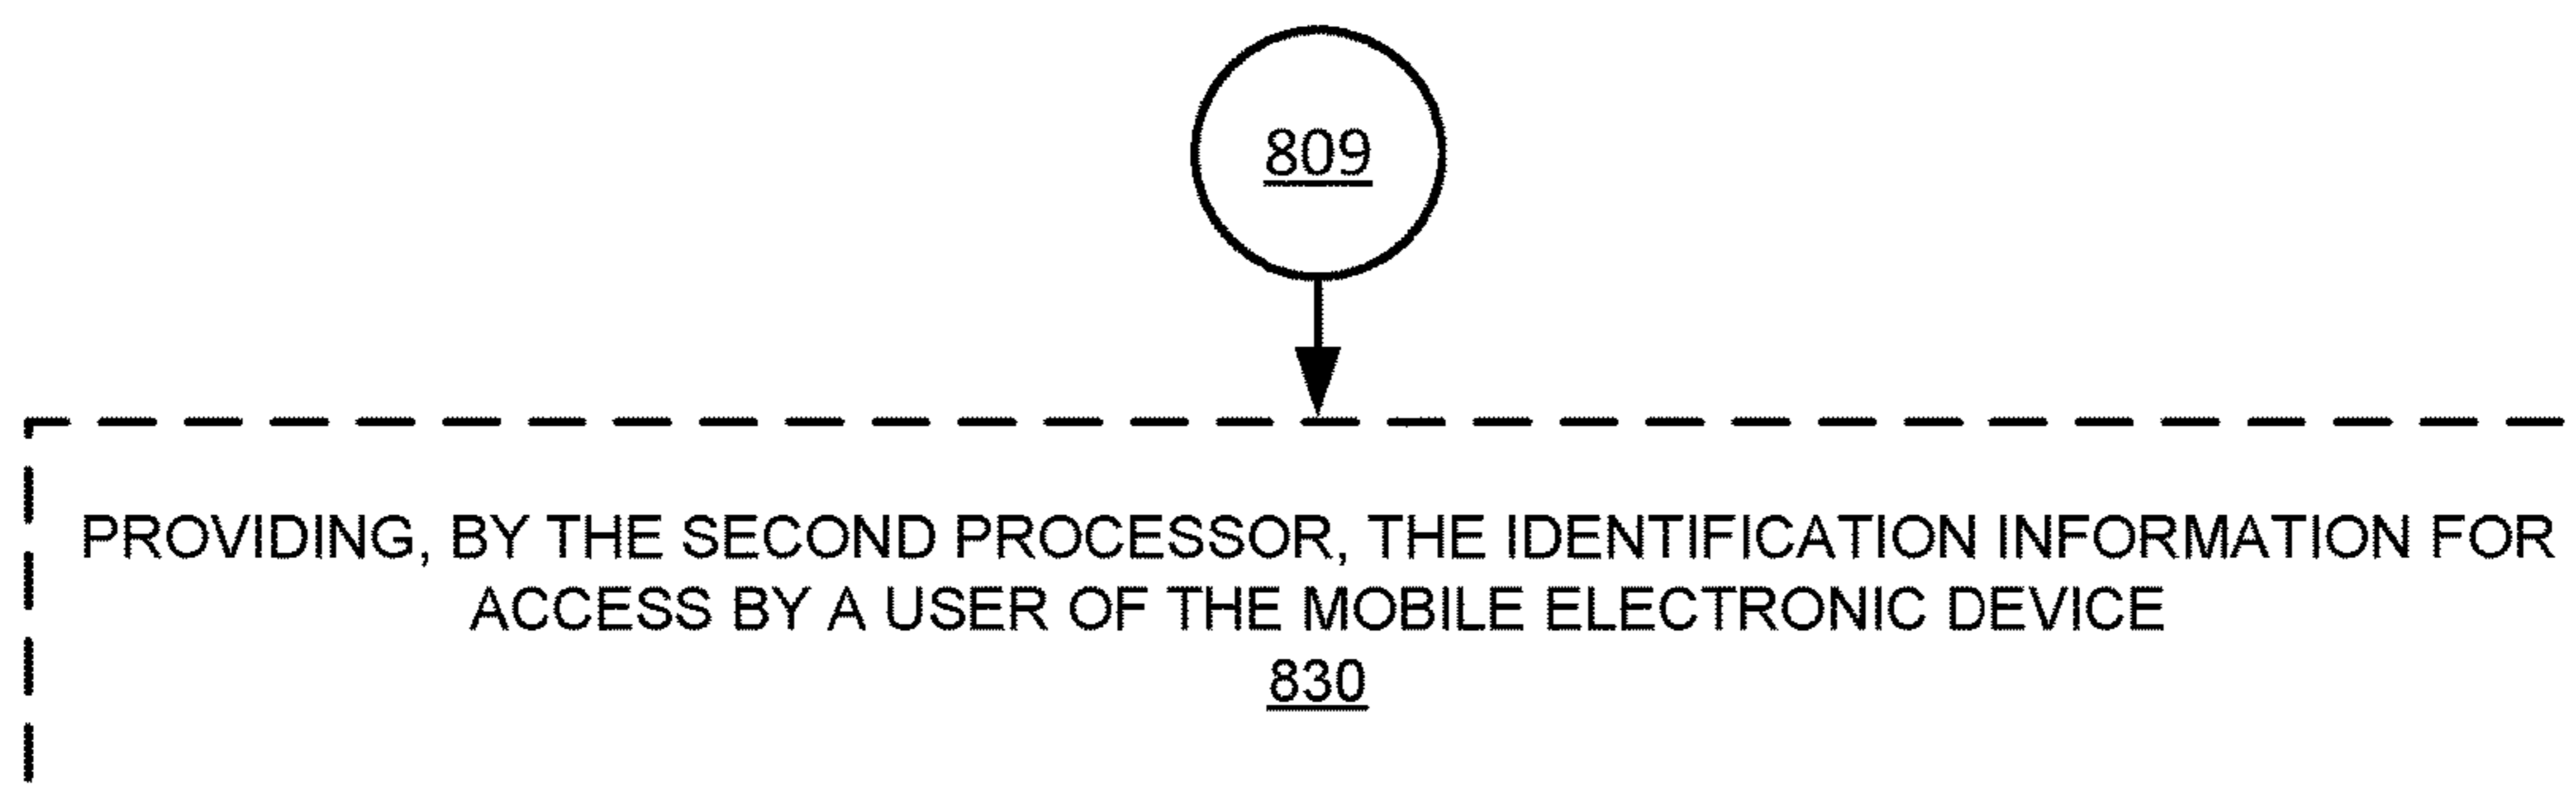 809
PROVIDING, BY THE SECOND PROCESSOR, THE IDENTIFICATION INFORMATION FOR
ACCESS BY A USER OF THE MOBILE ELECTRONIC DEVICE
830